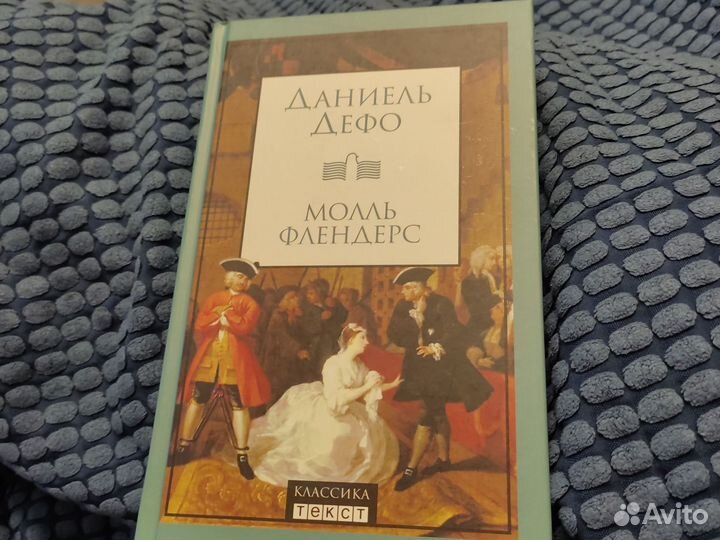 ДАНИЕЛЬ
ДЕФО
МОЛЛЬ
ФЛЕНДЕРС
КЛАССИКА
ТЕКСТ
Avito